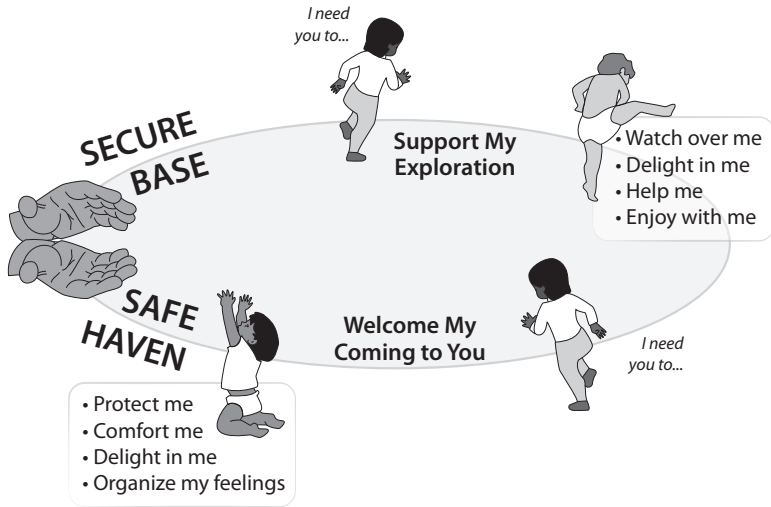 I need
you to...
SECURE
BASE
Support My
Exploration
• Watch over me
• Delight in me
• Help me
• Enjoy with me
SAFE
HAVEN
Welcome My
Coming to You
I need
you to...
• Protect me
• Comfort me
• Delight in me
• Organize my feelings